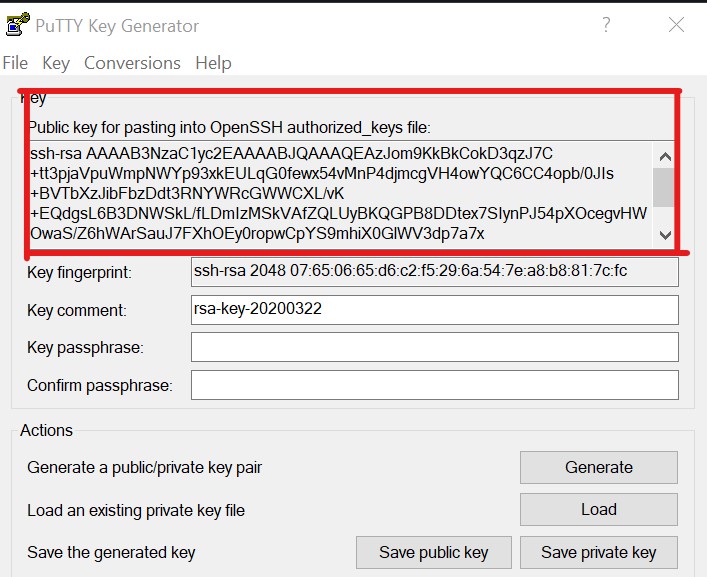 PuTTY Key Generator
File Key Conversions Help
Key
Public key for pasting into OpenSSH authorized_keys file:
ssh-rsa AAAAB3NzaC1yc2EAAAABJQAAAQEAzJom9KkBkCokD3qzJ7C
+tt3pjaVpuWmpNWYp93xkEULqG0fewx54vMnP4djmcgVH4owYQC6CC4opb/0JIs
+BVTbXzJibFbzDdt3RNYWRcGWWCXL/vK
+EQdgsL6B3DNWSkL/fLDmIzMSkVAfZQLUyBKQGPB8DDtex7SIynPJ54pXOcegvHW
OwaS/Z6hWArSauJ7FXhOEy0ropwCpYS9mhiX0GlWV3dp7a7x
Key fingerprint: ssh-rsa 2048 07:65:06:65:d6:c2:f5:29:6a:54:7e:a8:b8:81:7c:fc
Key comment: rsa-key-20200322
Key passphrase:
Confirm passphrase:
Actions
Generate a public/private key pair Generate
Load an existing private key file Load
Save the generated key Save public key Save private key